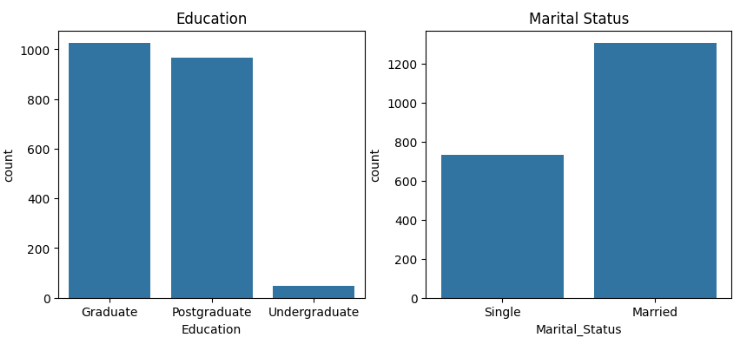 Education
1000
800
600
400
200
0
count
Graduate Postgraduate Undergraduate
Education
Marital Status
1200
1000
800
600
400
200
0
count
Single Married
Marital_Status